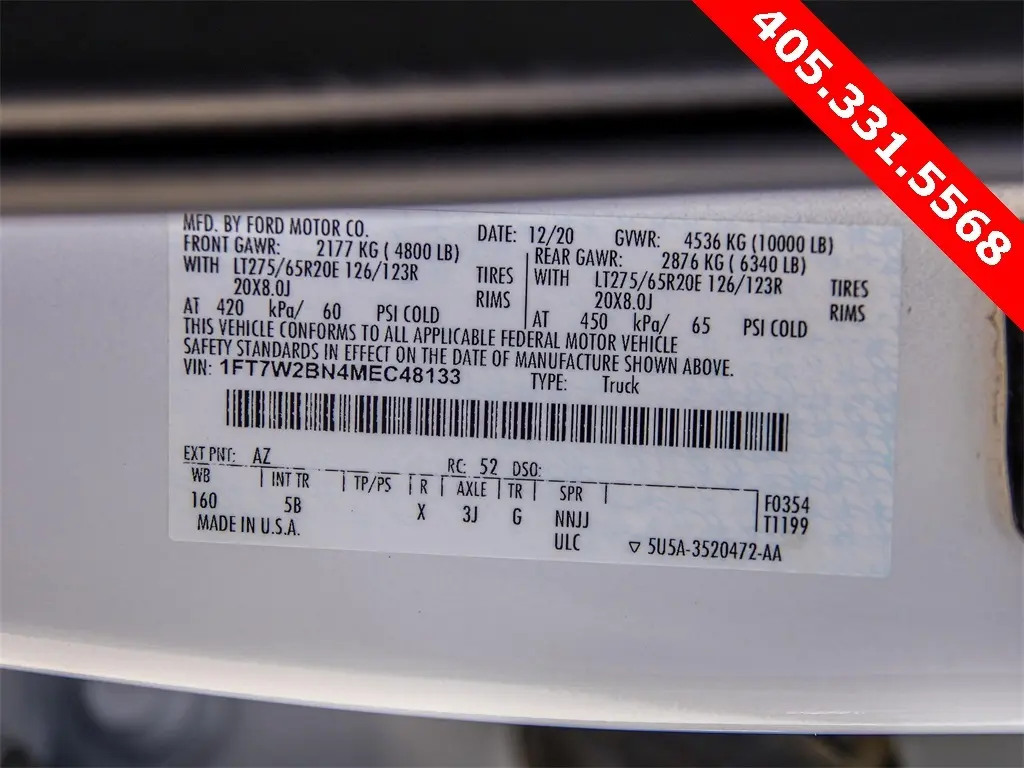 405.331.5568
MFD. BY FORD MOTOR CO. DATE: 12/20 GVWR: 4536 KG (10000 LB)
FRONT GAWR: 2177 KG ( 4800 LB) REAR GAWR: 2876 KG ( 6340 LB)
WITH LT275/65R20E 126/123R TIRES WITH LT275/65R20E 126/123R TIRES
20X8.0J RIMS 20X8.0J RIMS
AT 420 kPa/ 60 PSI COLD AT 450 kPa/ 65 PSI COLD
THIS VEHICLE CONFORMS TO ALL APPLICABLE FEDERAL MOTOR VEHICLE
SAFETY STANDARDS IN EFFECT ON THE DATE OF MANUFACTURE SHOWN ABOVE.
VIN: 1FT7W2BN4MEC48133 TYPE: Truck
EXT PNT: AZ RC: 52 DSO:
WB INT TR TP/PS R AXLE TR SPR F0354
160 5B X 3J G NNJJ T1199
MADE IN U.S.A. ULC ▽ 5U5A-3520472-AA